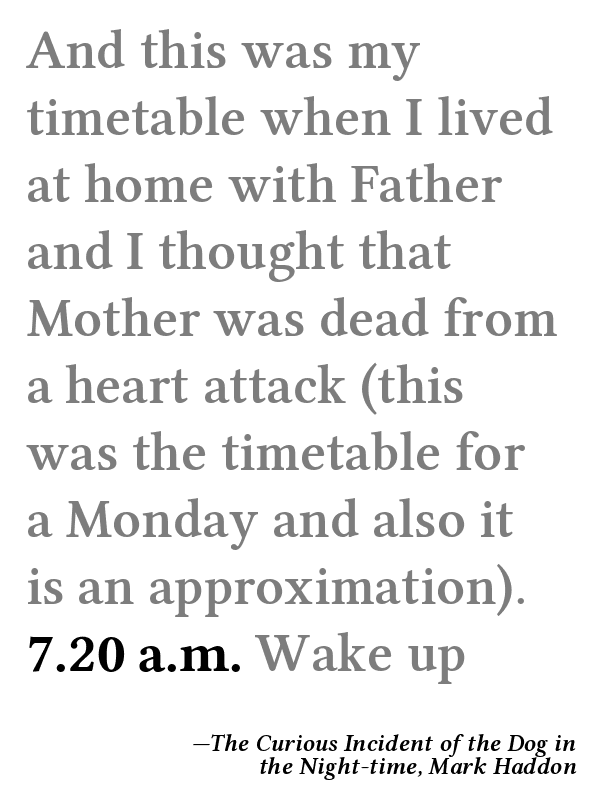 And this was my
timetable when I lived
at home with Father
and I thought that
Mother was dead from
a heart attack (this
was the timetable for
a Monday and also it
is an approximation).
7.20 a.m. Wake up
—The Curious Incident of the Dog in
the Night-time, Mark Haddon